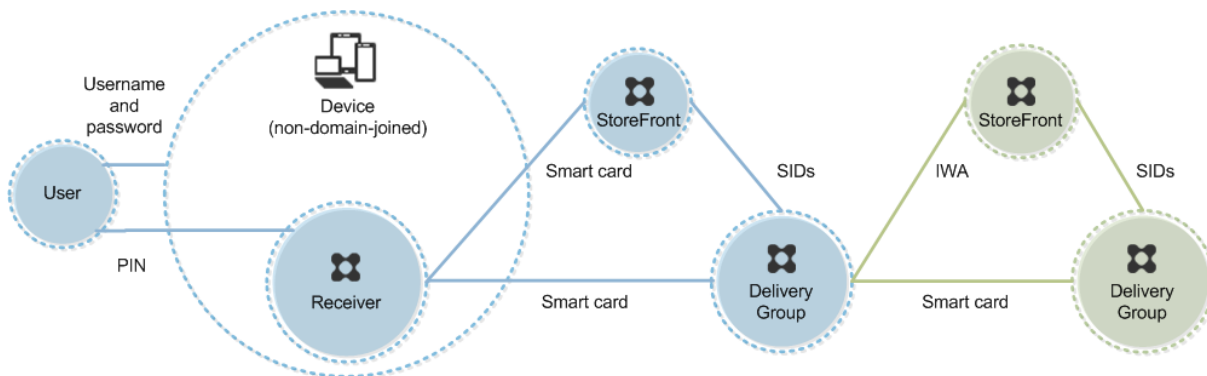 Username
and
password
User
PIN
Device
(non-domain-joined)
Receiver
Smart card
Smart card
StoreFront
SIDs
Delivery
Group
IWA
Smart card
StoreFront
SIDs
Delivery
Group